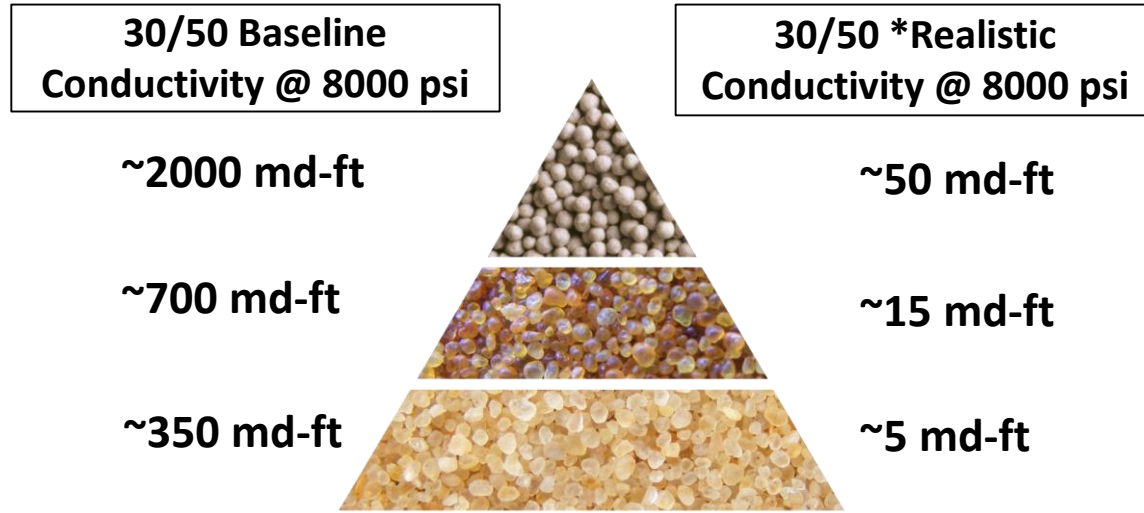 30/50 Baseline
Conductivity @ 8000 psi
30/50 *Realistic
Conductivity @ 8000 psi
~2000 md-ft
~50 md-ft
~700 md-ft
~15 md-ft
~350 md-ft
~5 md-ft